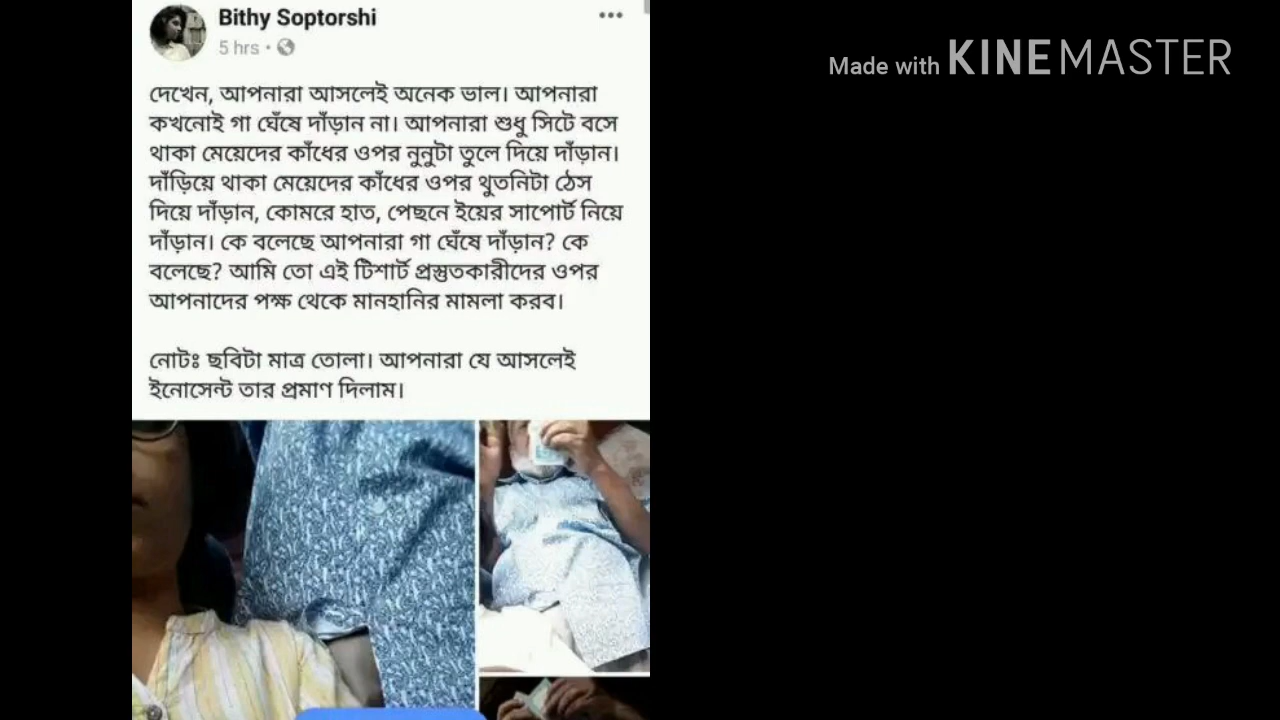 Bithy Soptorshi
5 hrs
Made with KINEMASTER
দেখেন, আপনারা আসলেই অনেক ভাল। আপনারা
কখনোই গা ঘেঁষে দাঁড়ান না। আপনারা শুধু সিটে বসে
থাকা মেয়েদের কাঁধের ওপর নুনুটা তুলে দিয়ে দাঁড়ান।
দাঁড়িয়ে থাকা মেয়েদের কাঁধের ওপর থুতনিটা ঠেস
দিয়ে দাঁড়ান, কোমরে হাত, পেছনে ইয়ের সাপোর্ট নিয়ে
দাঁড়ান। কে বলেছে আপনারা গা ঘেঁষে দাঁড়ান? কে
বলেছে? আমি তো এই টিশার্ট প্রস্তুতকারীদের ওপর
আপনাদের পক্ষ থেকে মানহানির মামলা করব।
নোটঃ ছবিটা মাত্র তোলা। আপনারা যে আসলেই
ইনোসেন্ট তার প্রমাণ দিলাম।